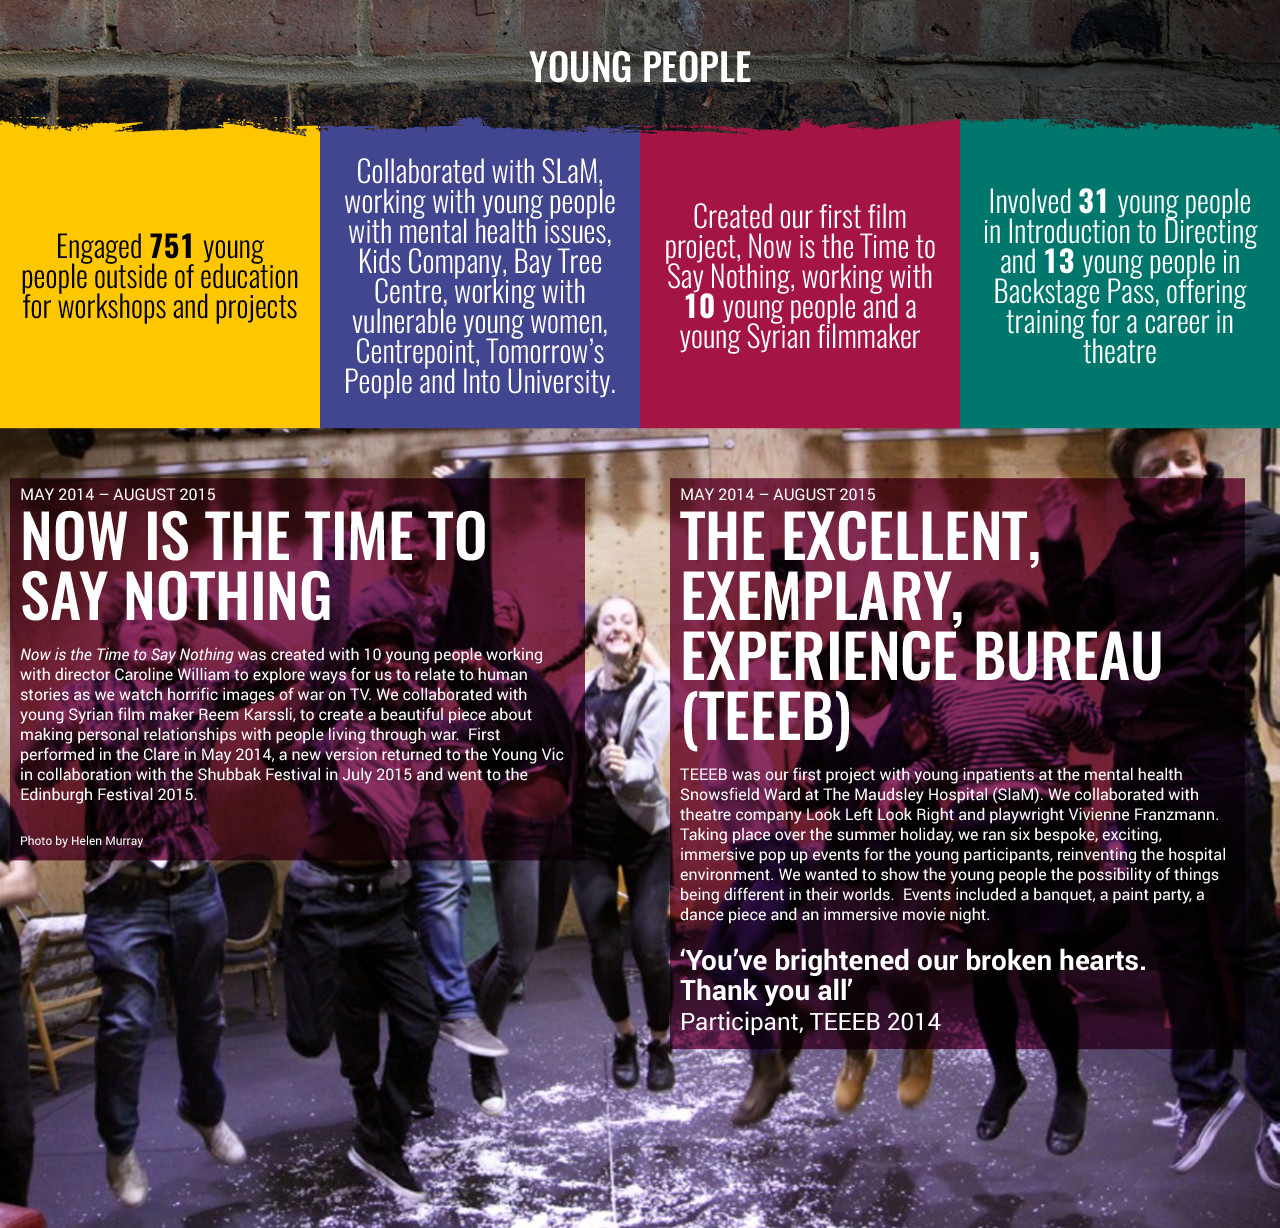 YOUNG PEOPLE
Engaged 751 young
people outside of education
for workshops and projects
Collaborated with SLaM,
working with young people
with mental health issues,
Kids Company, Bay Tree
Centre, working with
vulnerable young women,
Centrepoint, Tomorrow's
People and Into University.
Created our first film
project, Now is the Time to
Say Nothing, working with
10 young people and a
young Syrian filmmaker
Involved 31 young people
in Introduction to Directing
and 13 young people in
Backstage Pass, offering
training for a career in
theatre
MAY 2014 – AUGUST 2015
NOW IS THE TIME TO
SAY NOTHING
Now is the Time to Say Nothing was created with 10 young people working
with director Caroline William to explore ways for us to relate to human
stories as we watch horrific images of war on TV. We collaborated with
young Syrian film maker Reem Karssli, to create a beautiful piece about
making personal relationships with people living through war.  First
performed in the Clare in May 2014, a new version returned to the Young Vic
in collaboration with the Shubbak Festival in July 2015 and went to the
Edinburgh Festival 2015.
Photo by Helen Murray
MAY 2014 – AUGUST 2015
THE EXCELLENT,
EXEMPLARY,
EXPERIENCE BUREAU
(TEEEB)
TEEEB was our first project with young inpatients at the mental health
Snowsfield Ward at The Maudsley Hospital (SlaM). We collaborated with
theatre company Look Left Look Right and playwright Vivienne Franzmann.
Taking place over the summer holiday, we ran six bespoke, exciting,
immersive pop up events for the young participants, reinventing the hospital
environment. We wanted to show the young people the possibility of things
being different in their worlds.  Events included a banquet, a paint party, a
dance piece and an immersive movie night.
‘You’ve brightened our broken hearts.
Thank you all’
Participant, TEEEB 2014